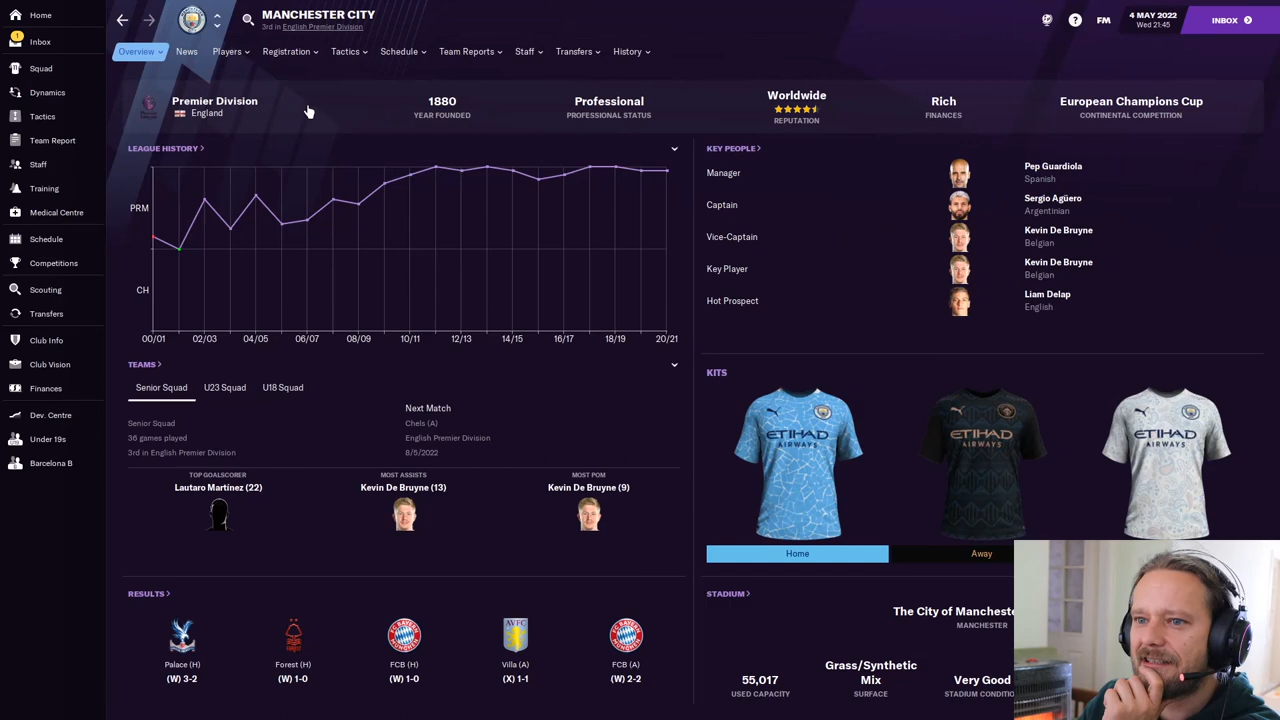 MANCHESTER CITY
3rd in English Premier Division
FM
4 MAY 2022
Wed 21:45
INBOX
Home
1
Inbox
Squad
Dynamics
Tactics
Team Report
Staff
Training
Medical Centre
Schedule
Competitions
Scouting
Transfers
Club Info
Club Vision
Finances
Dev. Centre
Under 19s
Barcelona B
Overview
News
Players
Registration
Tactics
Schedule
Team Reports
Staff
Transfers
History
Premier Division
England
1880
YEAR FOUNDED
Professional
PROFESSIONAL STATUS
Worldwide
REPUTATION
Rich
FINANCES
European Champions Cup
CONTINENTAL COMPETITION
LEAGUE HISTORY
PRM
CH
00/01 02/03 04/05 06/07 08/09 10/11 12/13 14/15 16/17 18/19 20/21
TEAMS
Senior Squad U23 Squad U18 Squad
Senior Squad
36 games played
3rd in English Premier Division
Next Match
Chels (A)
English Premier Division
8/5/2022
TOP GOALSCORER
Lautaro Martínez (22)
MOST ASSISTS
Kevin De Bruyne (13)
MOST POM
Kevin De Bruyne (9)
RESULTS
Palace (H)
(W) 3-2
Forest (H)
(W) 1-0
FCB (H)
(W) 1-0
AVFC
Villa (A)
(X) 1-1
FCB (A)
(W) 2-2
KEY PEOPLE
Manager
Pep Guardiola
Spanish
Captain
Sergio Agüero
Argentinian
Vice-Captain
Kevin De Bruyne
Belgian
Key Player
Kevin De Bruyne
Belgian
Hot Prospect
Liam Delap
English
KITS
ETIHAD
AIRWAYS
ETIHAD
AIRWAYS
ETIHAD
AIRWAYS
Home
Away
STADIUM
The City of Manchest
MANCHESTER
55,017
USED CAPACITY
Grass/Synthetic
Mix
SURFACE
Very Good
STADIUM CONDITIO